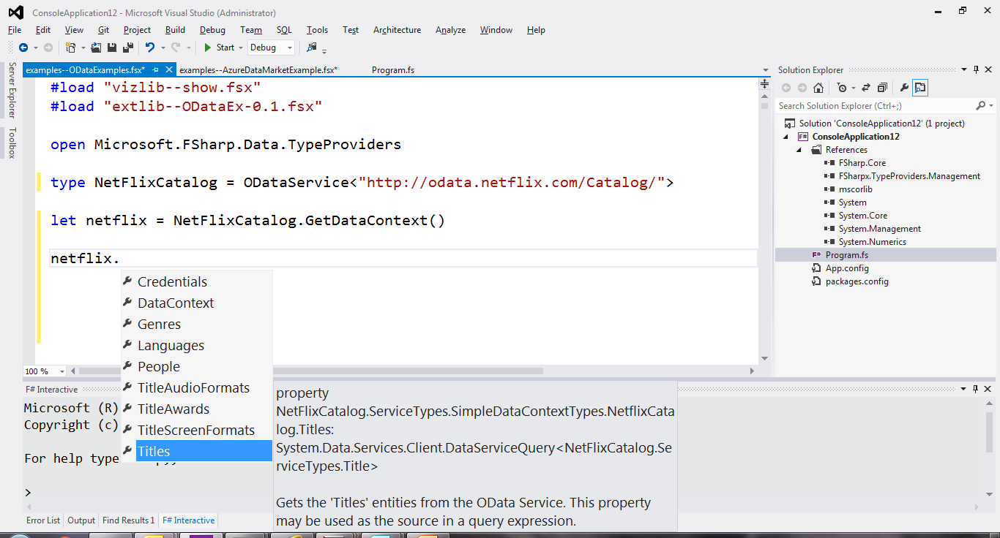 ConsoleApplication12 - Microsoft Visual Studio (Administrator)
File Edit View Git Project Build Debug Team SQL Tools Test Architecture Analyze Window Help
Start Debug
Server Explorer
Toolbox
examples--ODataExamples.fsx* examples--AzureDataMarketExample.fsx* Program.fs
#load "vizlib--show.fsx"
#load "extlib--ODataEx-0.1.fsx"
open Microsoft.FSharp.Data.TypeProviders
type NetFlixCatalog = ODataService<"http://odata.netflix.com/Catalog/">
let netflix = NetFlixCatalog.GetDataContext()
netflix.
Credentials
DataContext
Genres
Languages
People
TitleAudioFormats
TitleAwards
TitleScreenFormats
Titles
property
NetFlixCatalog.ServiceTypes.SimpleDataContextTypes.NetflixCata
log.Titles:
System.Data.Services.Client.DataServiceQuery<NetFlixCatalog.Se
rviceTypes.Title>
Gets the 'Titles' entities from the OData Service. This property
may be used as the source in a query expression.
100 %
F# Interactive
Microsoft (R)
Copyright (c)
For help type
>
Error List Output Find Results 1 F# Interactive
Solution Explorer
Search Solution Explorer (Ctrl+;)
Solution 'ConsoleApplication12' (1 project)
F# ConsoleApplication12
References
FSharp.Core
FSharpx.TypeProviders.Management
mscorlib
System
System.Core
System.Management
System.Numerics
F# Program.fs
App.config
packages.config